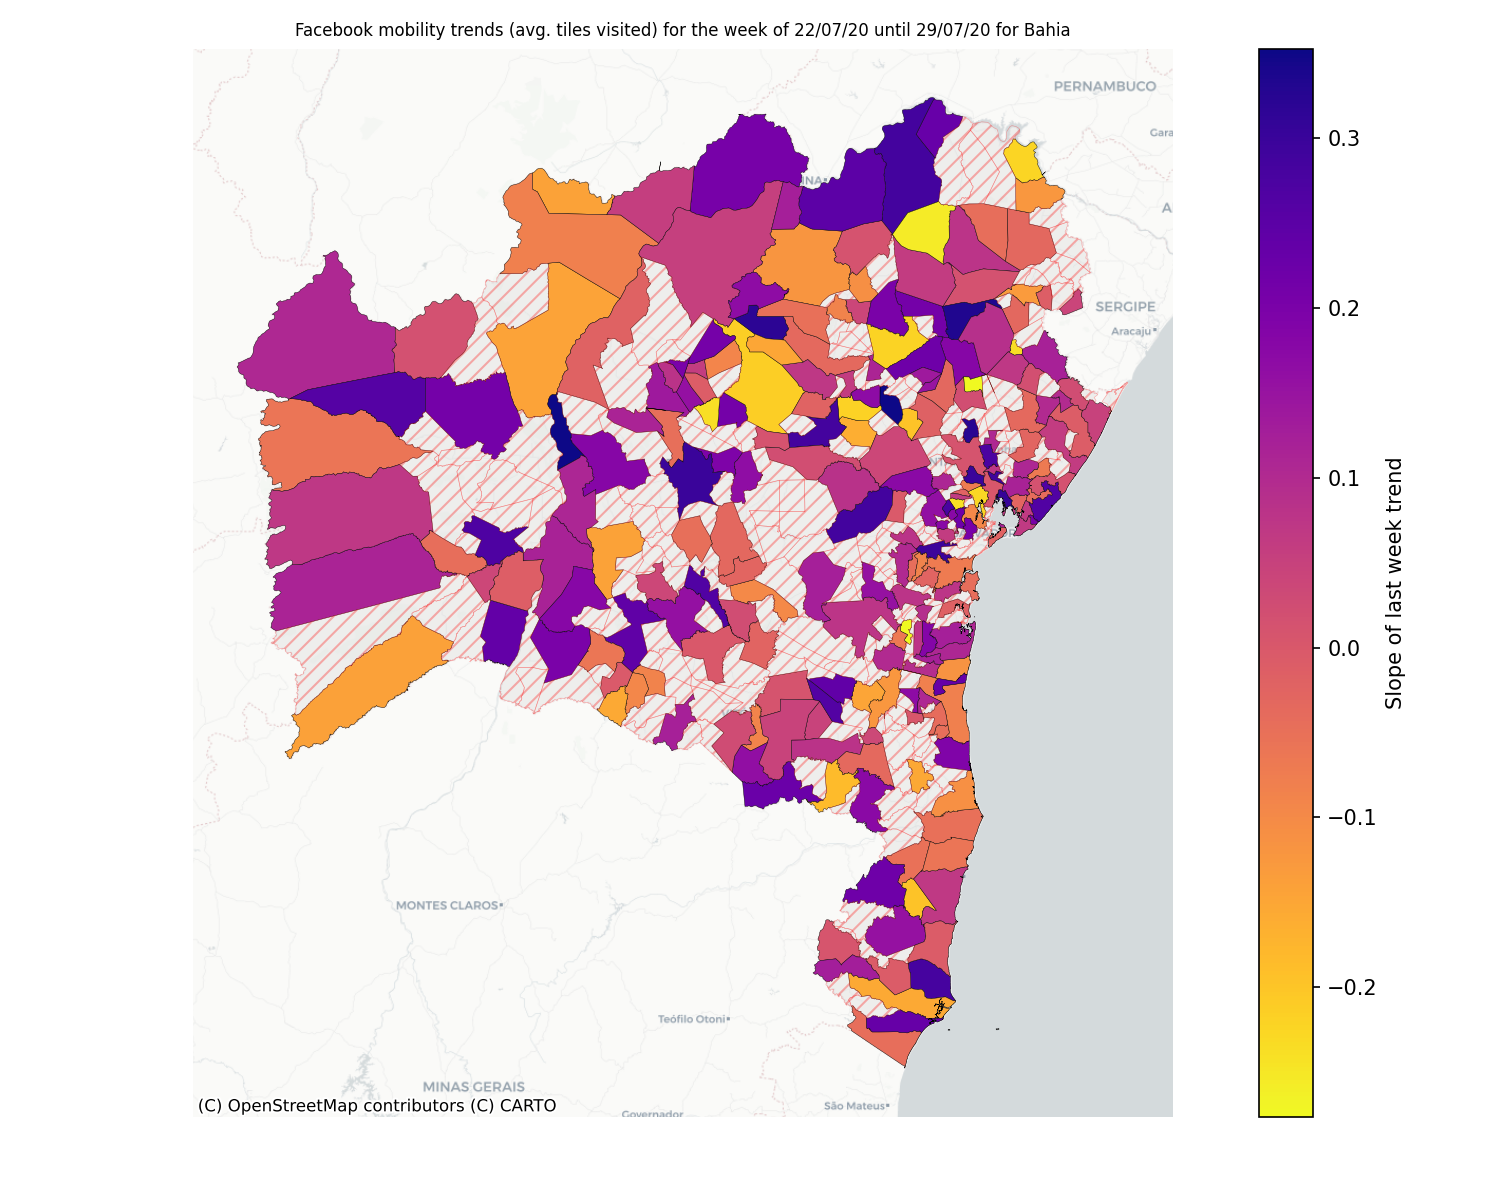 Facebook mobility trends (avg. tiles visited) for the week of 22/07/20 until 29/07/20 for Bahia
PERNAMBUCO
Gara
INA
A
SERGIPE
Aracaju
0.3
0.2
0.1
0.0
−0.1
−0.2
Slope of last week trend
MONTES CLAROS
Teófilo Otoni
MINAS GERAIS
São Mateus
Governador
(C) OpenStreetMap contributors (C) CARTO